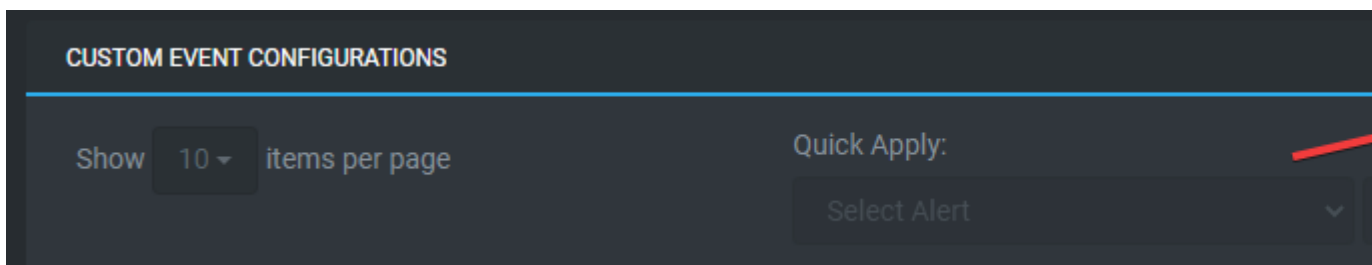 CUSTOM EVENT CONFIGURATIONS
Show 10 items per page
Quick Apply:
Select Alert